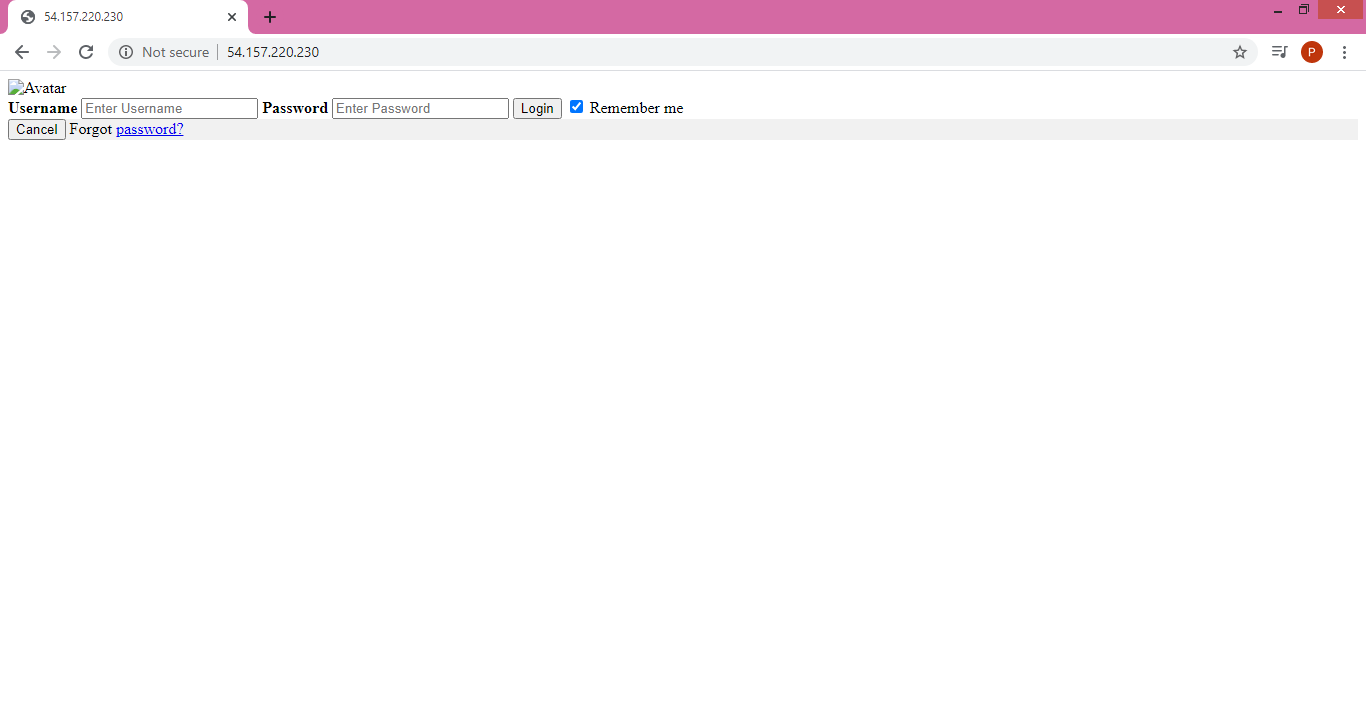 54.157.220.230
Not secure 54.157.220.230
P
Avatar
Username Enter Username Password Enter Password Login Remember me
Cancel Forgot password?